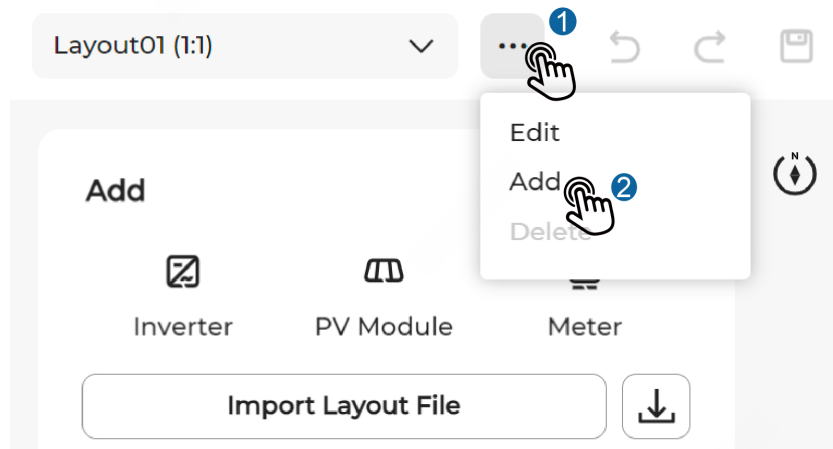 Layout01 (1:1)
...
1
Edit
N
Add
2
Add
Delete
Inverter
PV Module
Meter
Import Layout File